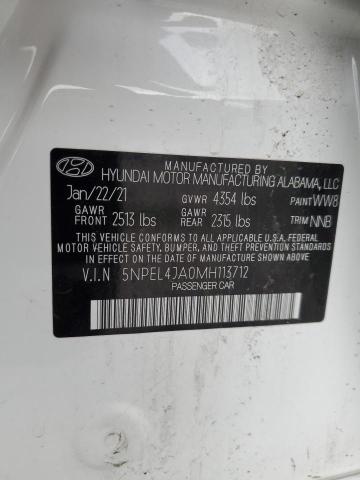 MANUFACTURED BY
HYUNDAI MOTOR MANUFACTURING ALABAMA, LLC
Jan/22/21 GVWR 4354 lbs PAINT WW8
GAWR FRONT 2513 lbs GAWR REAR 2315 lbs TRIM NNB
THIS VEHICLE CONFORMS TO ALL APPLICABLE FEDERAL
MOTOR VEHICLE SAFETY, BUMPER, AND THEFT PREVENTION
STANDARDS IN EFFECT ON THE DATE OF MANUFACTURE SHOWN ABOVE.
V.I.N 5NPEL4JA0MH113712
PASSENGER CAR